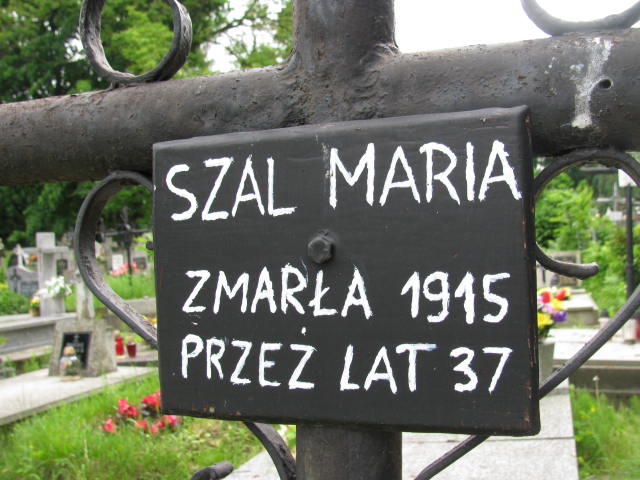 SZAL MARIA
ZMARŁA 1915
PRZEŻ LAT 37